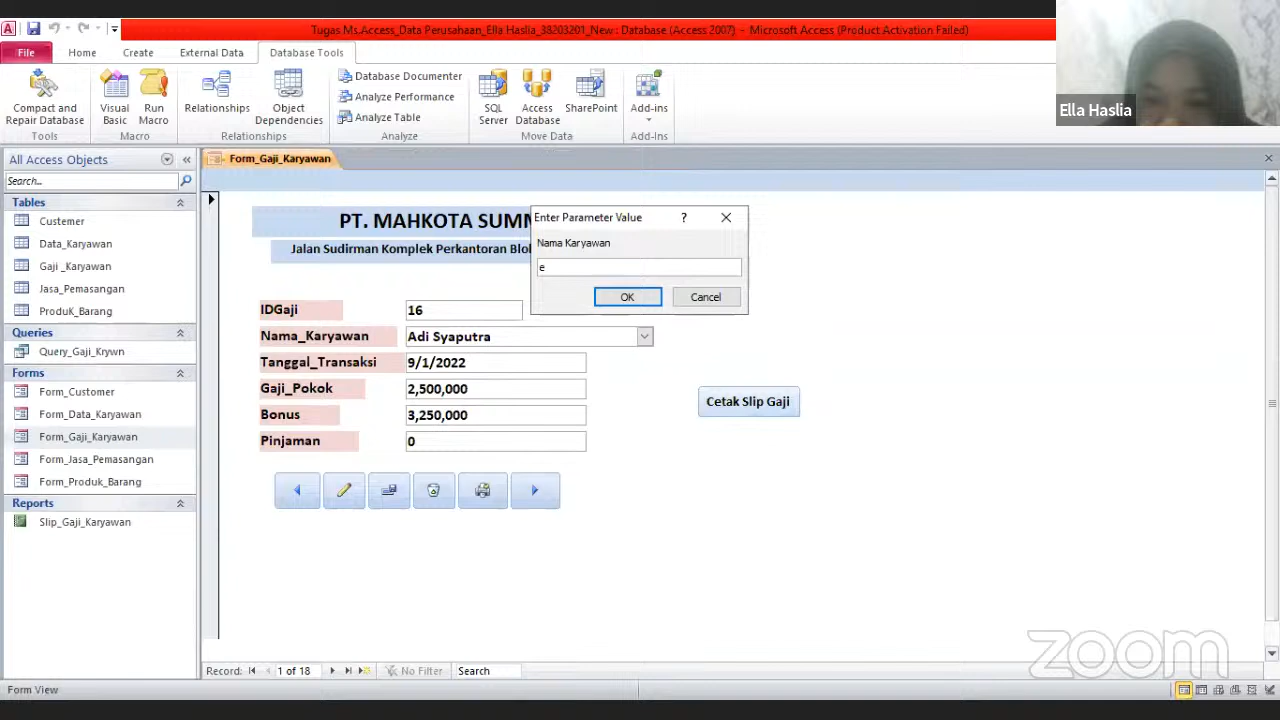 Tugas Ms.Access_Data Perusahaan_Ella Haslia_38203201_New : Database (Access 2007) - Microsoft Access (Product Activation Failed)
File Home Create External Data Database Tools
Compact and Repair Database
Visual Basic
Run Macro
Relationships
Object Dependencies
Database Documenter
Analyze Performance
Analyze Table
SQL Server
Access Database
SharePoint
Add-ins
Tools Macro Relationships Analyze Move Data Add-Ins
Ella Haslia
All Access Objects
Search...
Tables
Custemer
Data_Karyawan
Gaji _Karyawan
Jasa_Pemasangan
ProduK_Barang
Queries
Query_Gaji_Krywn
Forms
Form_Customer
Form_Data_Karyawan
Form_Gaji_Karyawan
Form_Jasa_Pemasangan
Form_Produk_Barang
Reports
Slip_Gaji_Karyawan
Form_Gaji_Karyawan
PT. MAHKOTA SUMM
Jalan Sudirman Komplek Perkantoran Blok
Enter Parameter Value ?
Nama Karyawan
e
OK Cancel
IDGaji 16
Nama_Karyawan Adi Syaputra
Tanggal_Transaksi 9/1/2022
Gaji_Pokok 2,500,000
Bonus 3,250,000
Pinjaman 0
Cetak Slip Gaji
Record: 1 of 18 No Filter Search
Form View
zoom